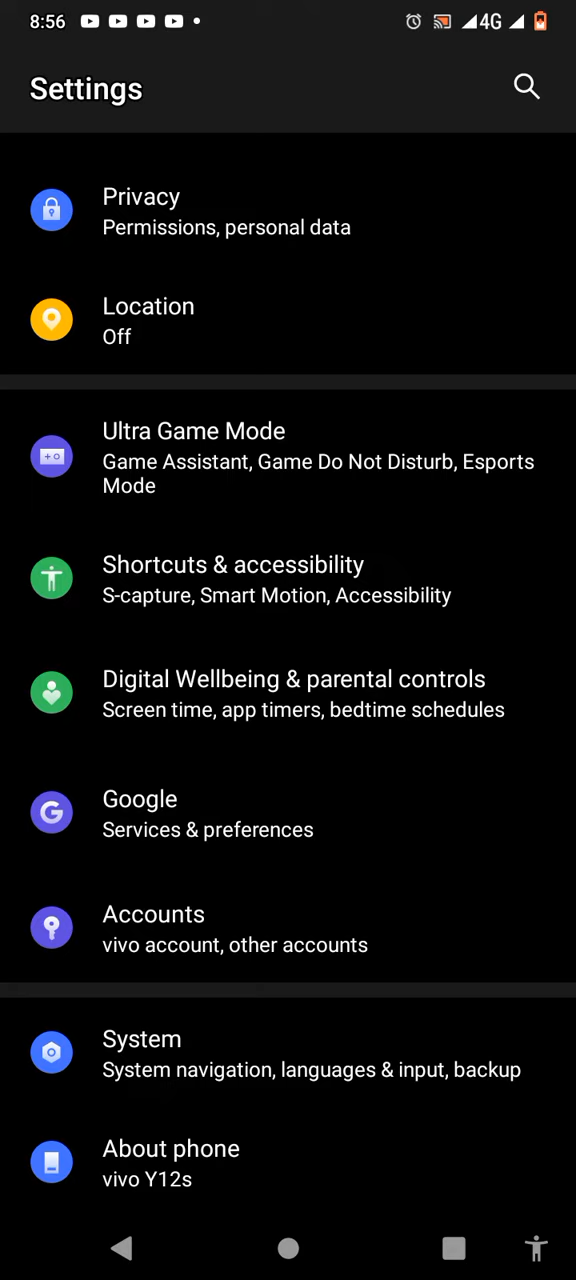 8:56
4G
Settings
Privacy
Permissions, personal data
Location
Off
Ultra Game Mode
Game Assistant, Game Do Not Disturb, Esports
Mode
Shortcuts & accessibility
S-capture, Smart Motion, Accessibility
Digital Wellbeing & parental controls
Screen time, app timers, bedtime schedules
Google
Services & preferences
Accounts
vivo account, other accounts
System
System navigation, languages & input, backup
About phone
vivo Y12s